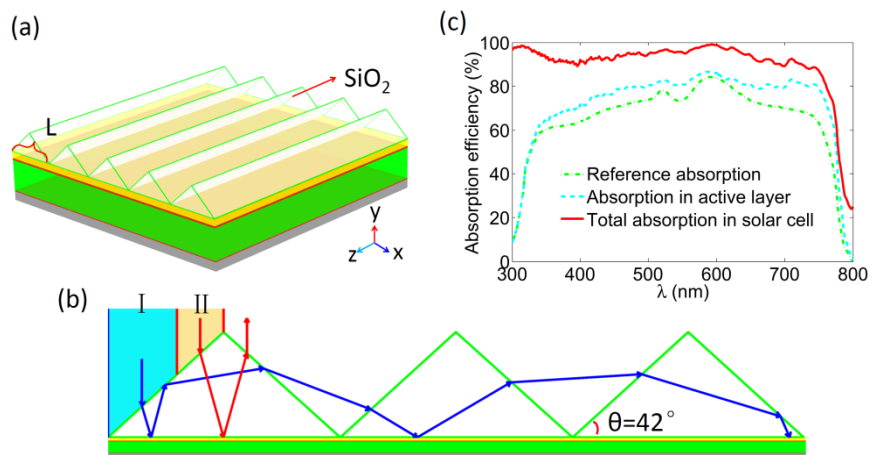 (a)
SiO₂
L
y
z
x
(c)
Absorption efficiency (%)
100
80
60
40
20
0
Reference absorption
Absorption in active layer
Total absorption in solar cell
300
400
500
600
700
800
λ (nm)
(b)
I
II
θ=42°